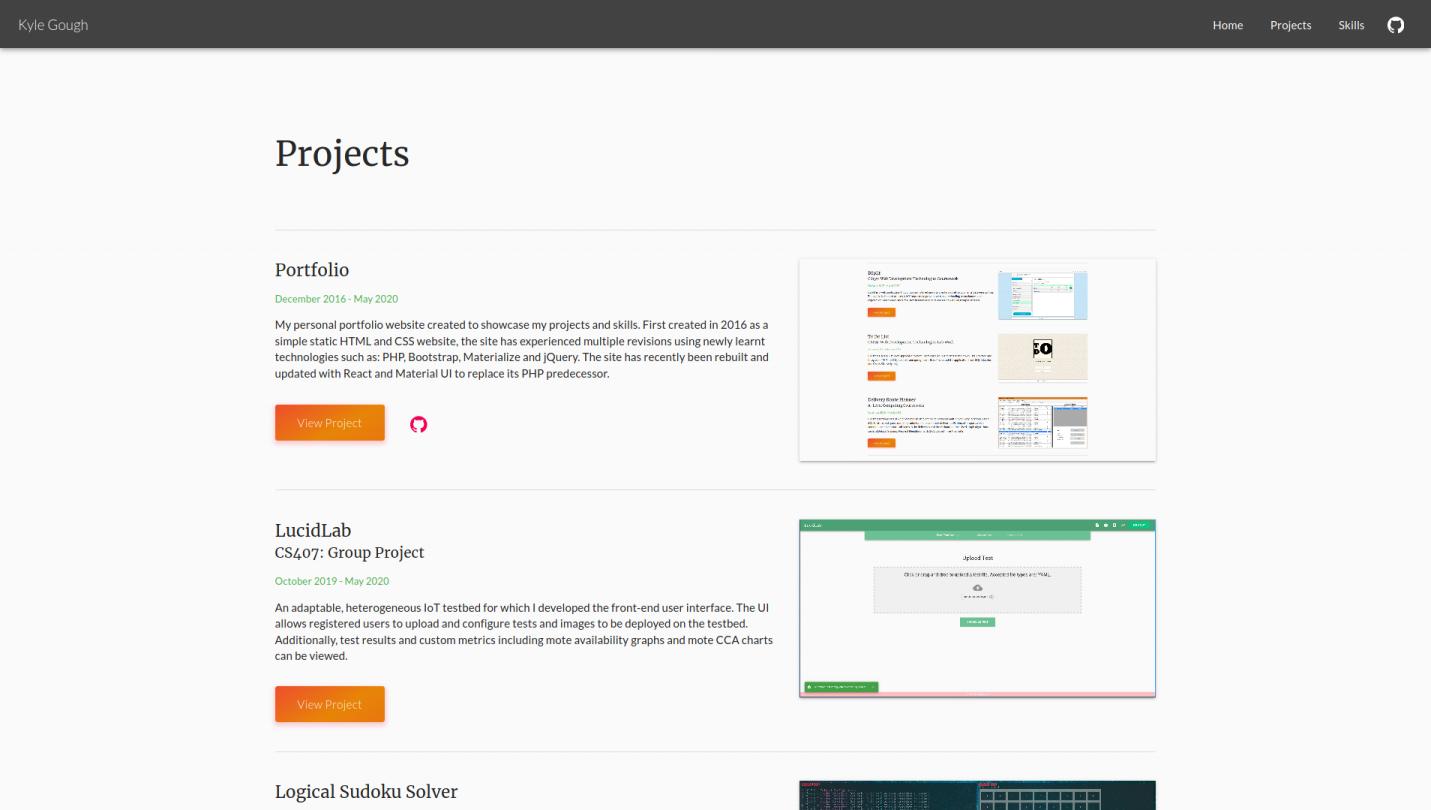 Kyle Gough
Home
Projects
Skills
Projects
Portfolio
December 2016 - May 2020
My personal portfolio website created to showcase my projects and skills. First created in 2016 as a
simple static HTML and CSS website, the site has experienced multiple revisions using newly learnt
technologies such as: PHP, Bootstrap, Materialize and jQuery. The site has recently been rebuilt and
updated with React and Material UI to replace its PHP predecessor.
View Project
To Do List
Delivery Route Planner
LucidLab
CS407: Group Project
October 2019 - May 2020
An adaptable, heterogeneous IoT testbed for which I developed the front-end user interface. The UI
allows registered users to upload and configure tests and images to be deployed on the testbed.
Additionally, test results and custom metrics including mote availability graphs and mote CCA charts
can be viewed.
View Project
Upload Test
Logical Sudoku Solver